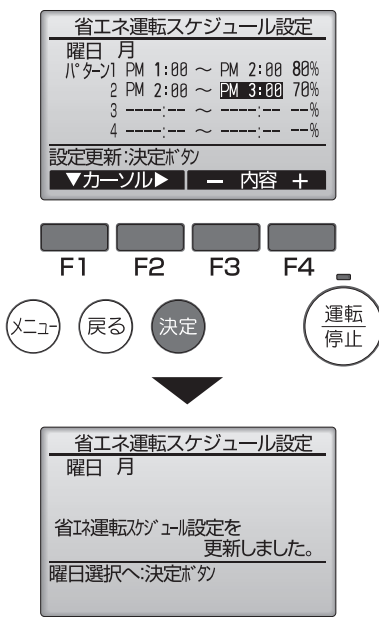 省エネ運転スケジュール設定
曜日 月
パターン1 PM 1:00 ～ PM 2:00 80%
2 PM 2:00 ～ PM 3:00 70%
3 ----:-- ～ ----:-- --%
4 ----:-- ～ ----:-- --%
設定更新:決定ボタン
▼カーソル▶ － 内容 ＋
F1 F2 F3 F4
メニュー 戻る 決定 運転
停止
省エネ運転スケジュール設定
曜日 月
省エネ運転スケジュール設定を
更新しました。
曜日選択へ:決定ボタン